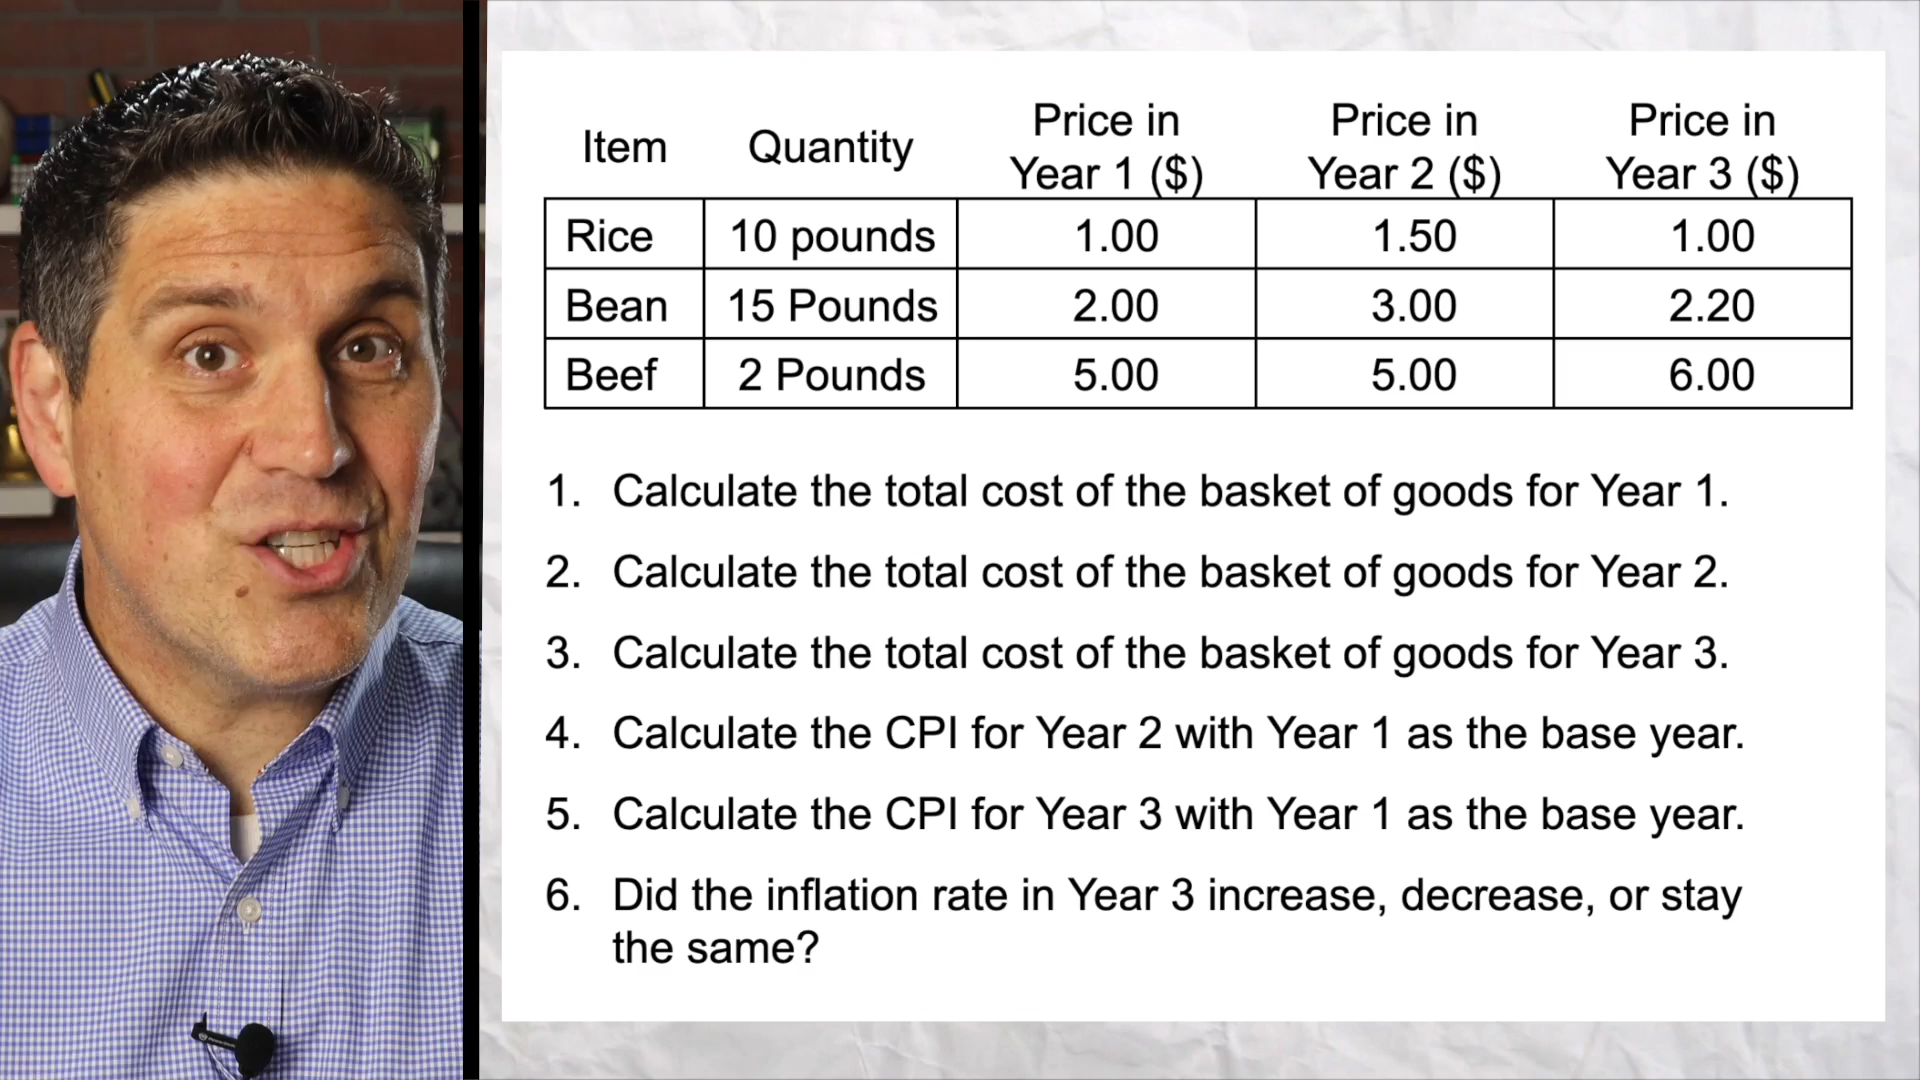 Item Quantity Price in Year 1 ($) Price in Year 2 ($) Price in Year 3 ($)
Rice 10 pounds 1.00 1.50 1.00
Bean 15 Pounds 2.00 3.00 2.20
Beef 2 Pounds 5.00 5.00 6.00
1. Calculate the total cost of the basket of goods for Year 1.
2. Calculate the total cost of the basket of goods for Year 2.
3. Calculate the total cost of the basket of goods for Year 3.
4. Calculate the CPI for Year 2 with Year 1 as the base year.
5. Calculate the CPI for Year 3 with Year 1 as the base year.
6. Did the inflation rate in Year 3 increase, decrease, or stay
the same?